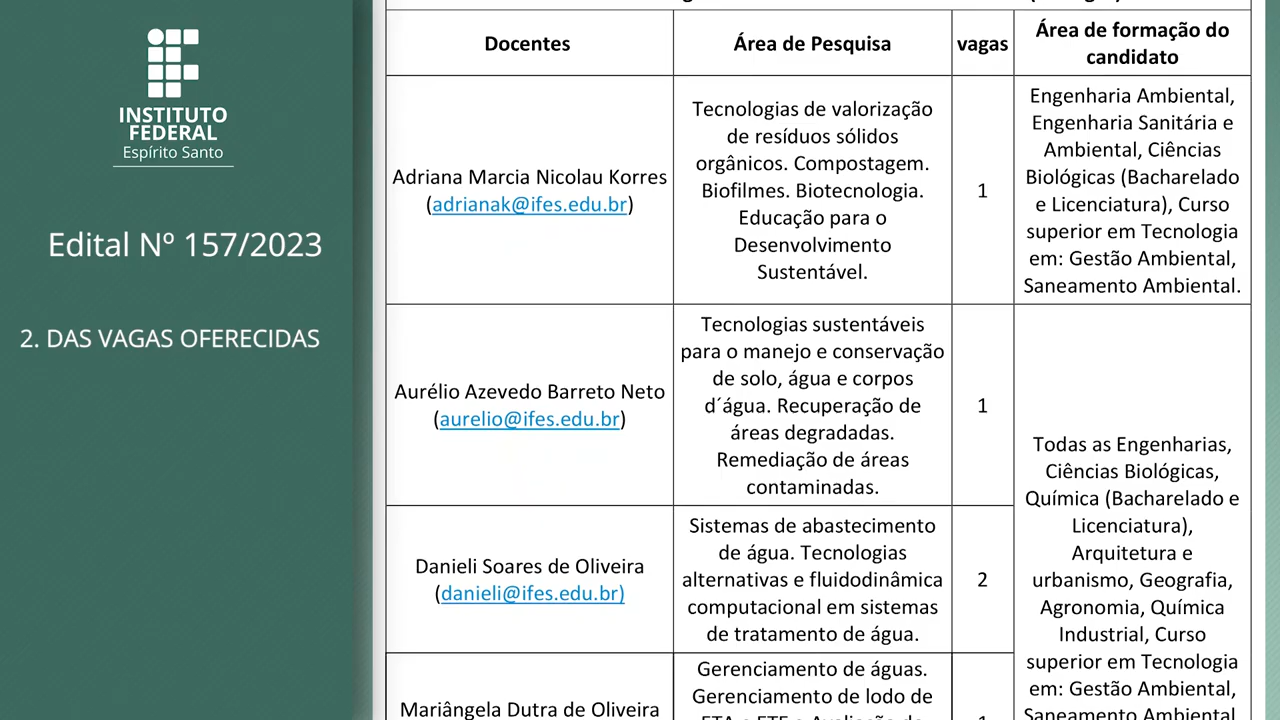 INSTITUTO
FEDERAL
Espírito Santo
Edital Nº 157/2023
2. DAS VAGAS OFERECIDAS
Docentes
Área de Pesquisa
vagas
Área de formação do
candidato
Adriana Marcia Nicolau Korres
(adrianak@ifes.edu.br)
Tecnologias de valorização
de resíduos sólidos
orgânicos. Compostagem.
Biofilmes. Biotecnologia.
Educação para o
Desenvolvimento
Sustentável.
1
Engenharia Ambiental,
Engenharia Sanitária e
Ambiental, Ciências
Biológicas (Bacharelado
e Licenciatura), Curso
superior em Tecnologia
em: Gestão Ambiental,
Saneamento Ambiental.
Aurélio Azevedo Barreto Neto
(aurelio@ifes.edu.br)
Tecnologias sustentáveis
para o manejo e conservação
de solo, água e corpos
d´água. Recuperação de
áreas degradadas.
Remediação de áreas
contaminadas.
1
Danieli Soares de Oliveira
(danieli@ifes.edu.br)
Sistemas de abastecimento
de água. Tecnologias
alternativas e fluidodinâmica
computacional em sistemas
de tratamento de água.
2
Mariângela Dutra de Oliveira
Gerenciamento de águas.
Gerenciamento de lodo de
Todas as Engenharias,
Ciências Biológicas,
Química (Bacharelado e
Licenciatura),
Arquitetura e
urbanismo, Geografia,
Agronomia, Química
Industrial, Curso
superior em Tecnologia
em: Gestão Ambiental,
Saneamento Ambiental